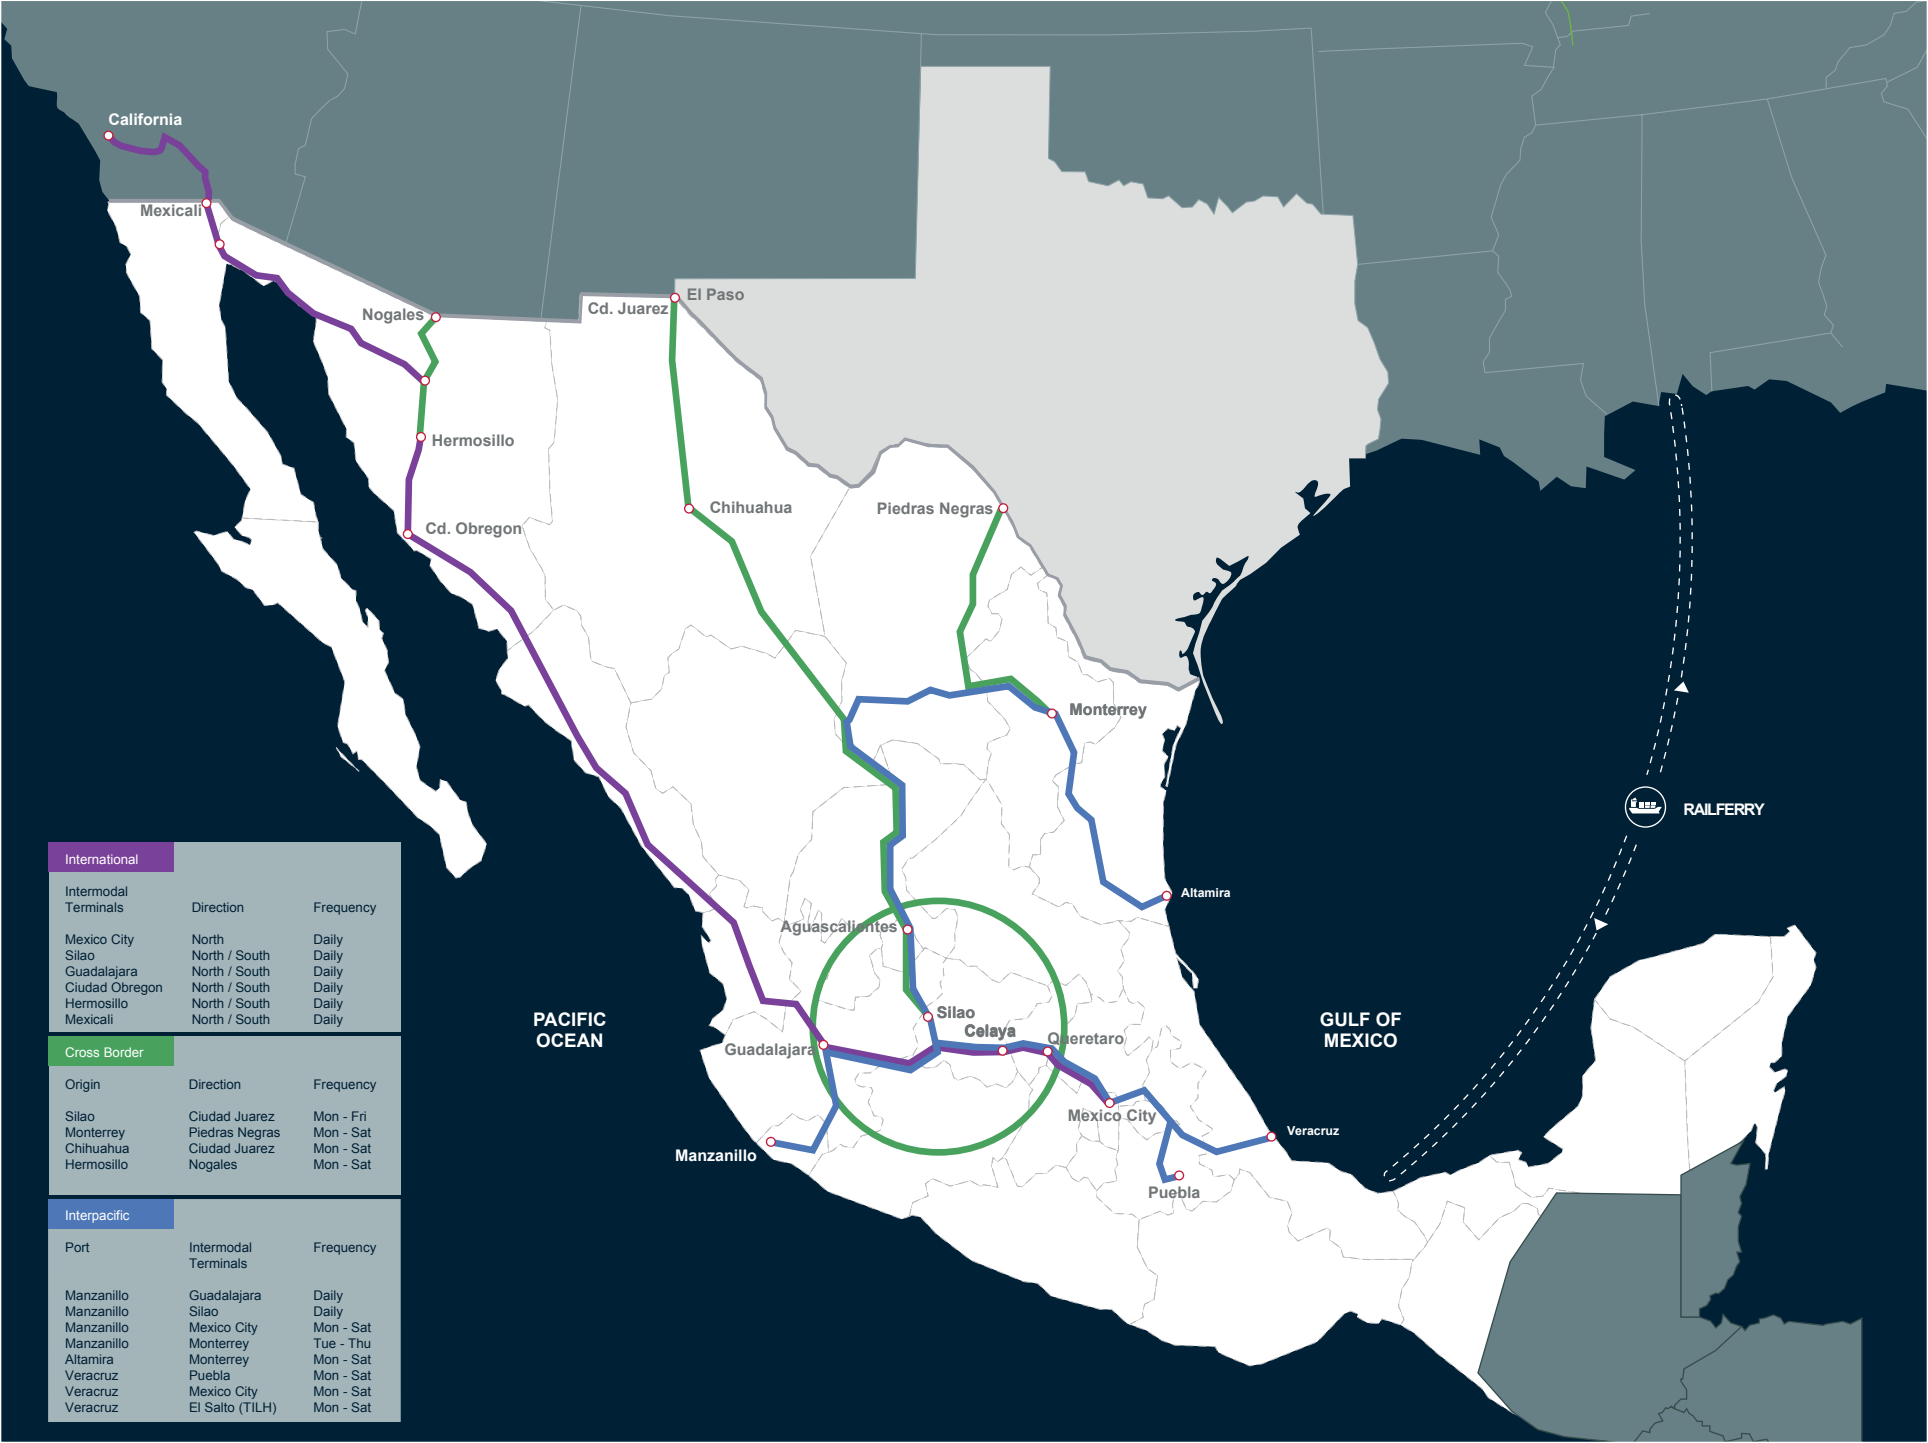 California
Mexicali
Nogales
El Paso
Cd. Juarez
Hermosillo
Cd. Obregon
Chihuahua
Piedras Negras
Monterrey
RAILFERRY
Altamira
Aguascalientes
Silao
Celaya
Queretaro
Guadalajara
PACIFIC
OCEAN
GULF OF
MEXICO
Mexico City
Veracruz
Manzanillo
Puebla
International
Intermodal
Terminals Direction Frequency
Mexico City North Daily
Silao North / South Daily
Guadalajara North / South Daily
Ciudad Obregon North / South Daily
Hermosillo North / South Daily
Mexicali North / South Daily
Cross Border
Origin Direction Frequency
Silao Ciudad Juarez Mon - Fri
Monterrey Piedras Negras Mon - Sat
Chihuahua Ciudad Juarez Mon - Sat
Hermosillo Nogales Mon - Sat
Interpacific
Port Intermodal Frequency
Terminals
Manzanillo Guadalajara Daily
Manzanillo Silao Daily
Manzanillo Mexico City Mon - Sat
Manzanillo Monterrey Tue - Thu
Altamira Monterrey Mon - Sat
Veracruz Puebla Mon - Sat
Veracruz Mexico City Mon - Sat
Veracruz El Salto (TILH) Mon - Sat